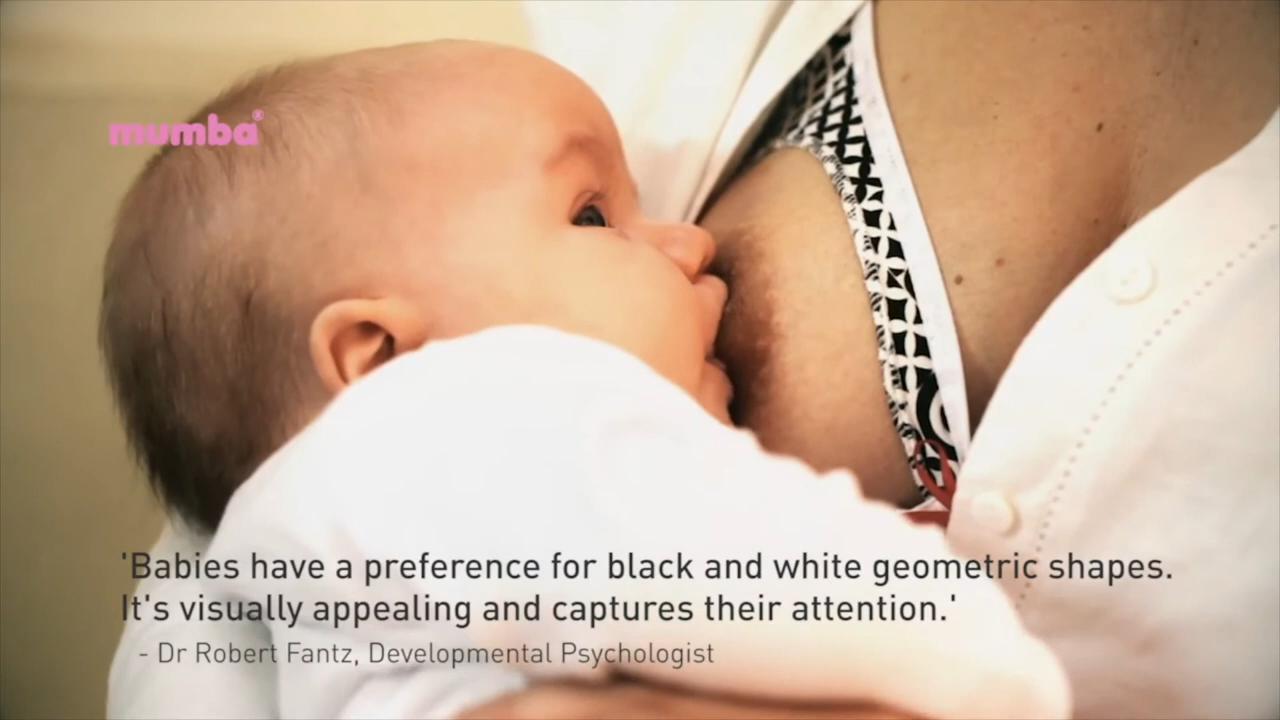 mumba®
'Babies have a preference for black and white geometric shapes.
It's visually appealing and captures their attention.'
- Dr Robert Fantz, Developmental Psychologist